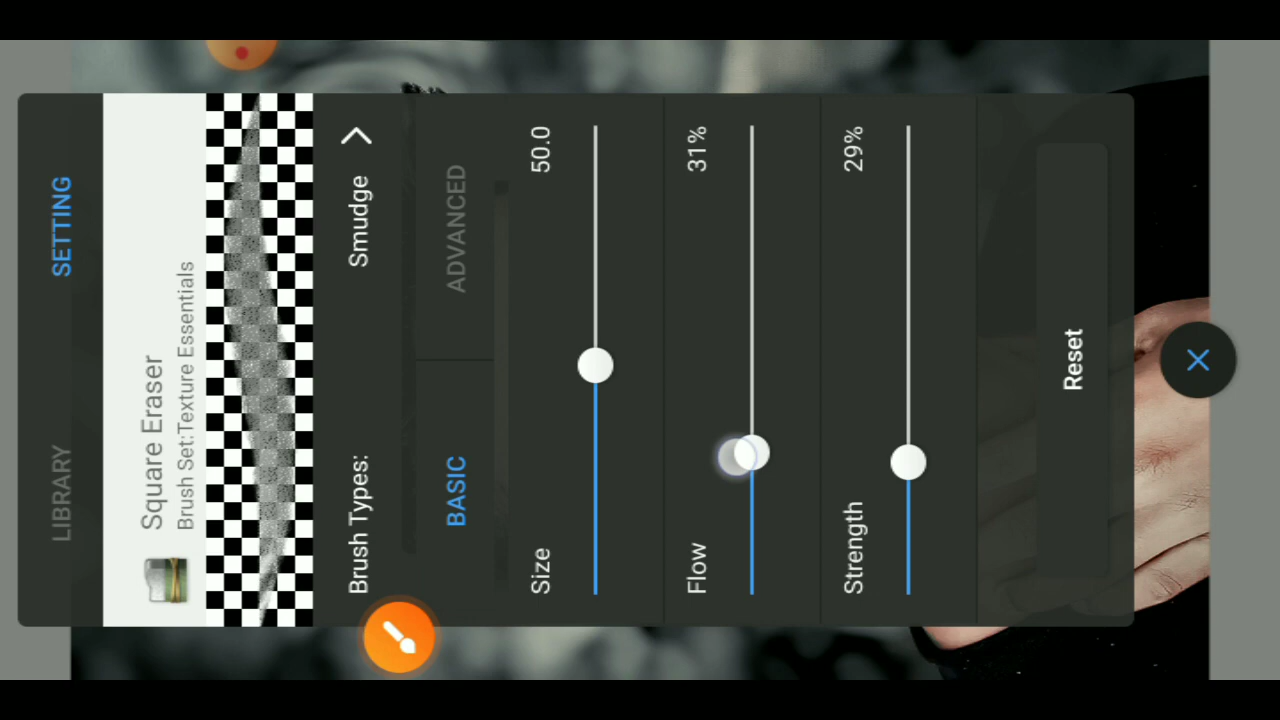 LIBRARY
SETTING
Square Eraser
Brush Set:Texture Essentials
Brush Types:
Smudge
BASIC
ADVANCED
Size
50.0
Flow
31%
Strength
29%
Reset